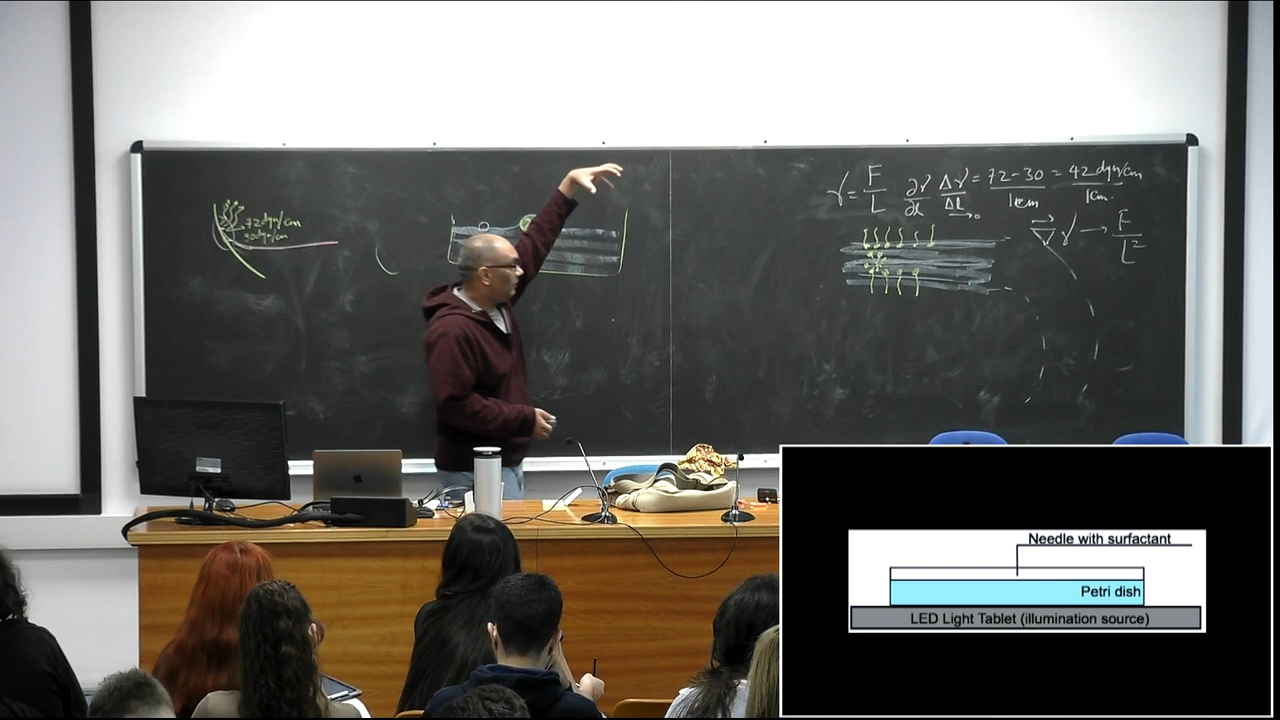 72 dyn/cm
30 dyn/cm
γ = F/L ∂γ/∂l Δγ/Δl = 72-30/1cm = 42 dyn/cm/1cm.
→0
∇γ → F/L²
Needle with surfactant
Petri dish
LED Light Tablet (illumination source)